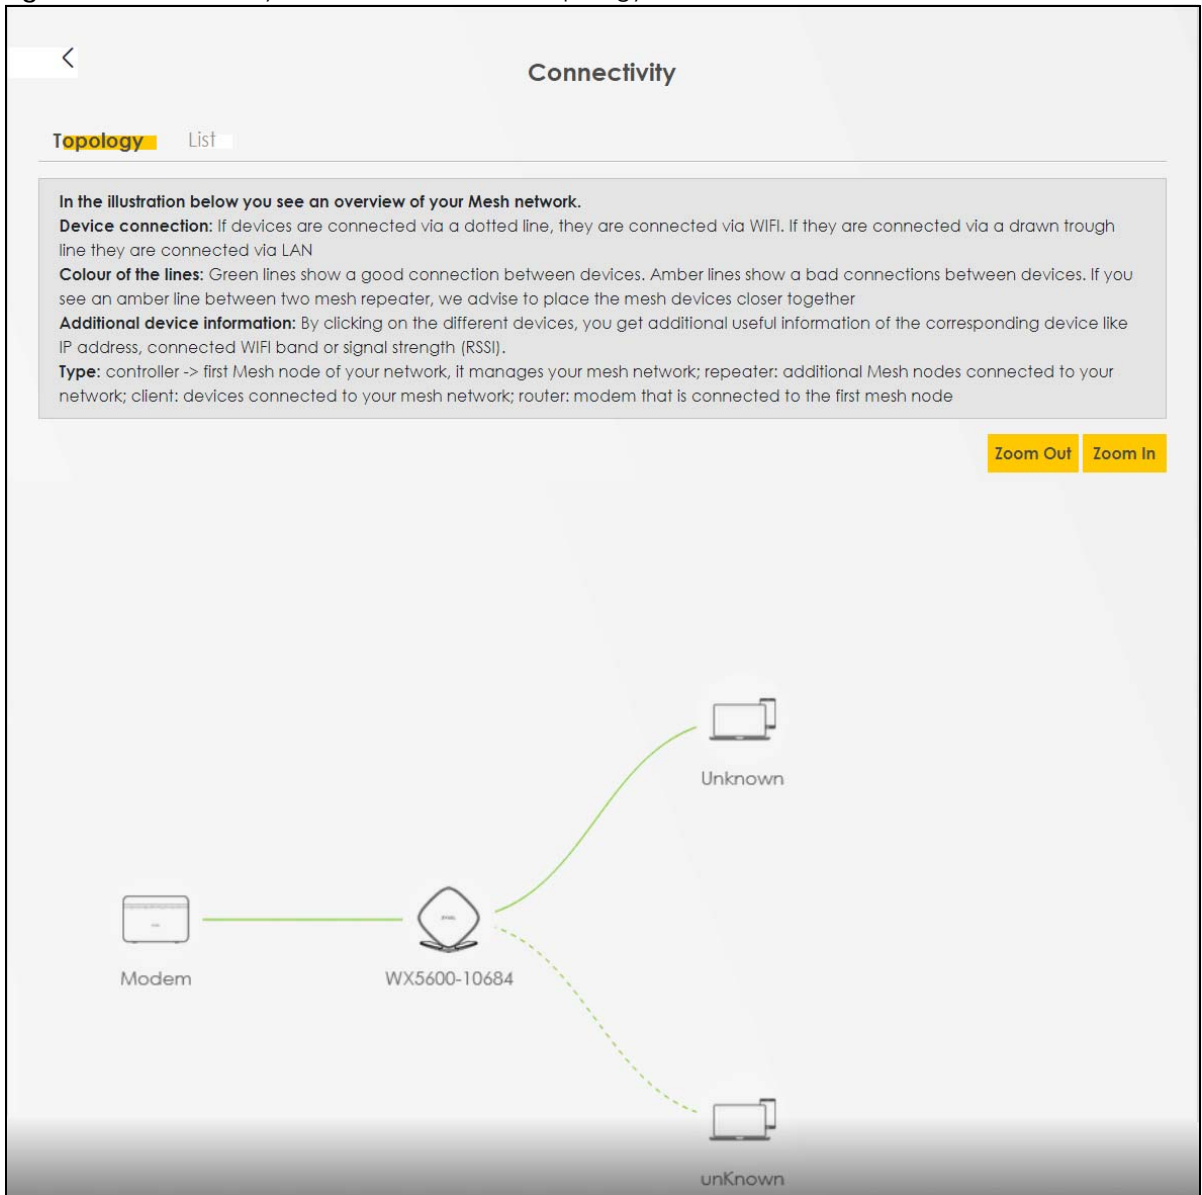 Connectivity
Topology List
In the illustration below you see an overview of your Mesh network.
Device connection: If devices are connected via a dotted line, they are connected via WIFI. If they are connected via a drawn trough
line they are connected via LAN
Colour of the lines: Green lines show a good connection between devices. Amber lines show a bad connections between devices. If you
see an amber line between two mesh repeater, we advise to place the mesh devices closer together
Additional device information: By clicking on the different devices, you get additional useful information of the corresponding device like
IP address, connected WIFI band or signal strength (RSSI).
Type: controller -> first Mesh node of your network, it manages your mesh network; repeater: additional Mesh nodes connected to your
network; client: devices connected to your mesh network; router: modem that is connected to the first mesh node
Zoom Out Zoom In
Unknown
Modem
WX5600-10684
unKnown